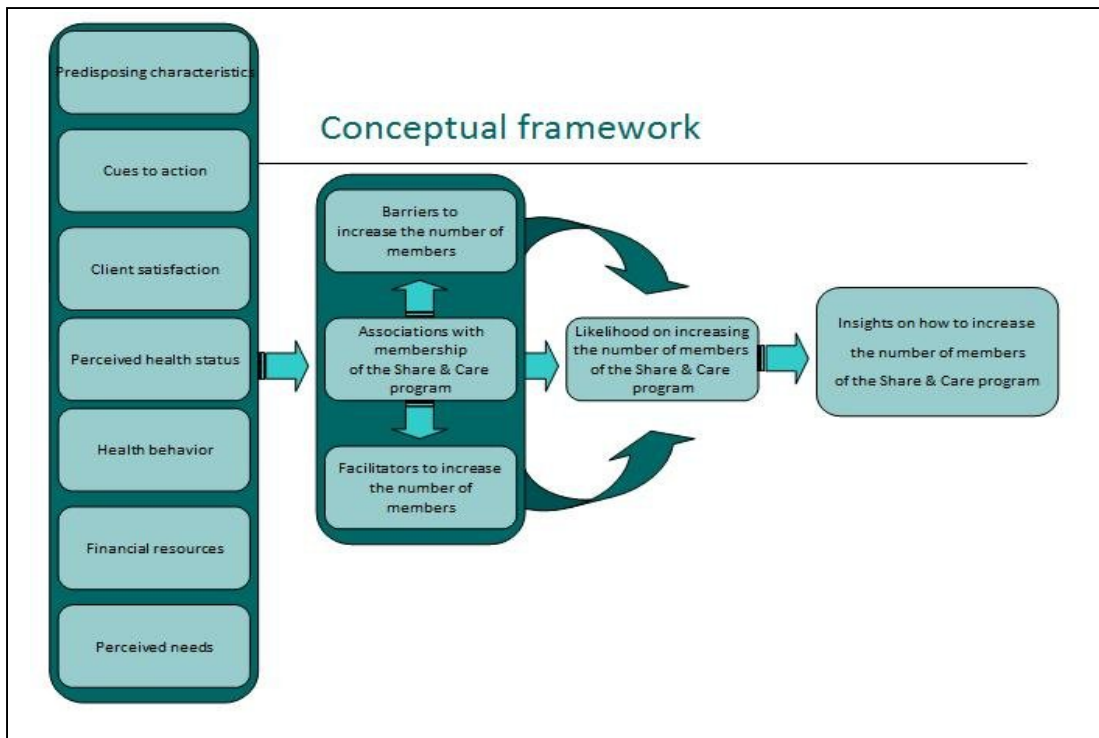 Conceptual framework
Predisposing characteristics
Cues to action
Client satisfaction
Perceived health status
Health behavior
Financial resources
Perceived needs
Barriers to
increase the number of
members
Associations with
membership
of the Share & Care
program
Facilitators to increase
the number of
members
Likelihood on increasing
the number of members
of the Share & Care
program
Insights on how to increase
the number of members
of the Share & Care program